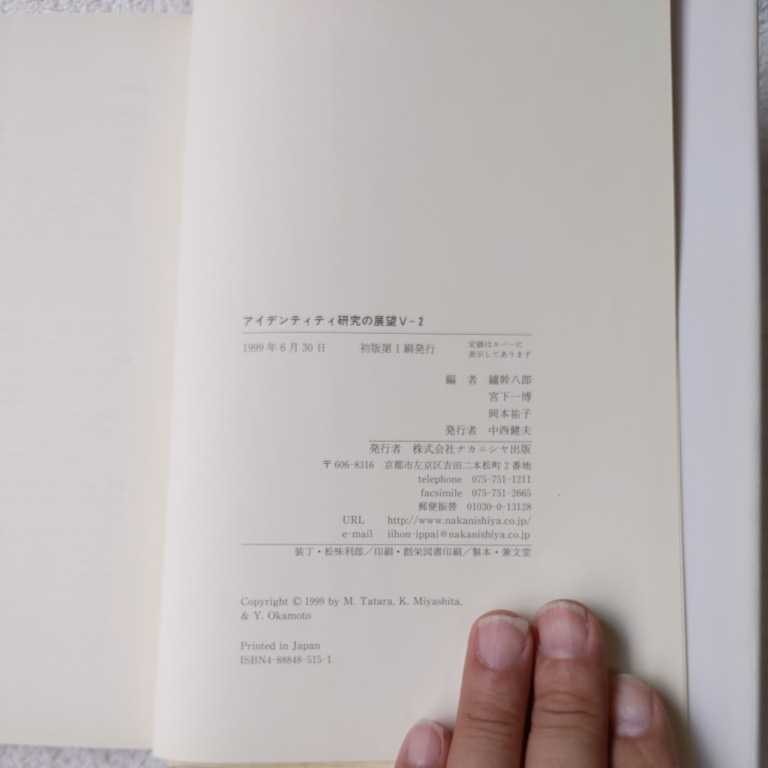 アイデンティティ研究の展望Ⅴ-2
1999年6月30日　初版第1刷発行　定価はカバーに
表示してあります
編　者　鑪幹八郎
宮下一博
岡本祐子
発行者　中西健夫
発行者　株式会社ナカニシヤ出版
〒606-8316　京都市左京区吉田二本松町2番地
telephone　075-751-1211
facsimile　075-751-2665
郵便振替　01030-0-13128
URL　http://www.nakanishiya.co.jp/
e-mail　iihon-ippai@nakanishiya.co.jp
装丁・松味利郎／印刷・創栄図書印刷／製本・兼文堂
Copyright © 1999 by M. Tatara, K. Miyashita,
& Y. Okamoto
Printed in Japan
ISBN4-88848-515-1